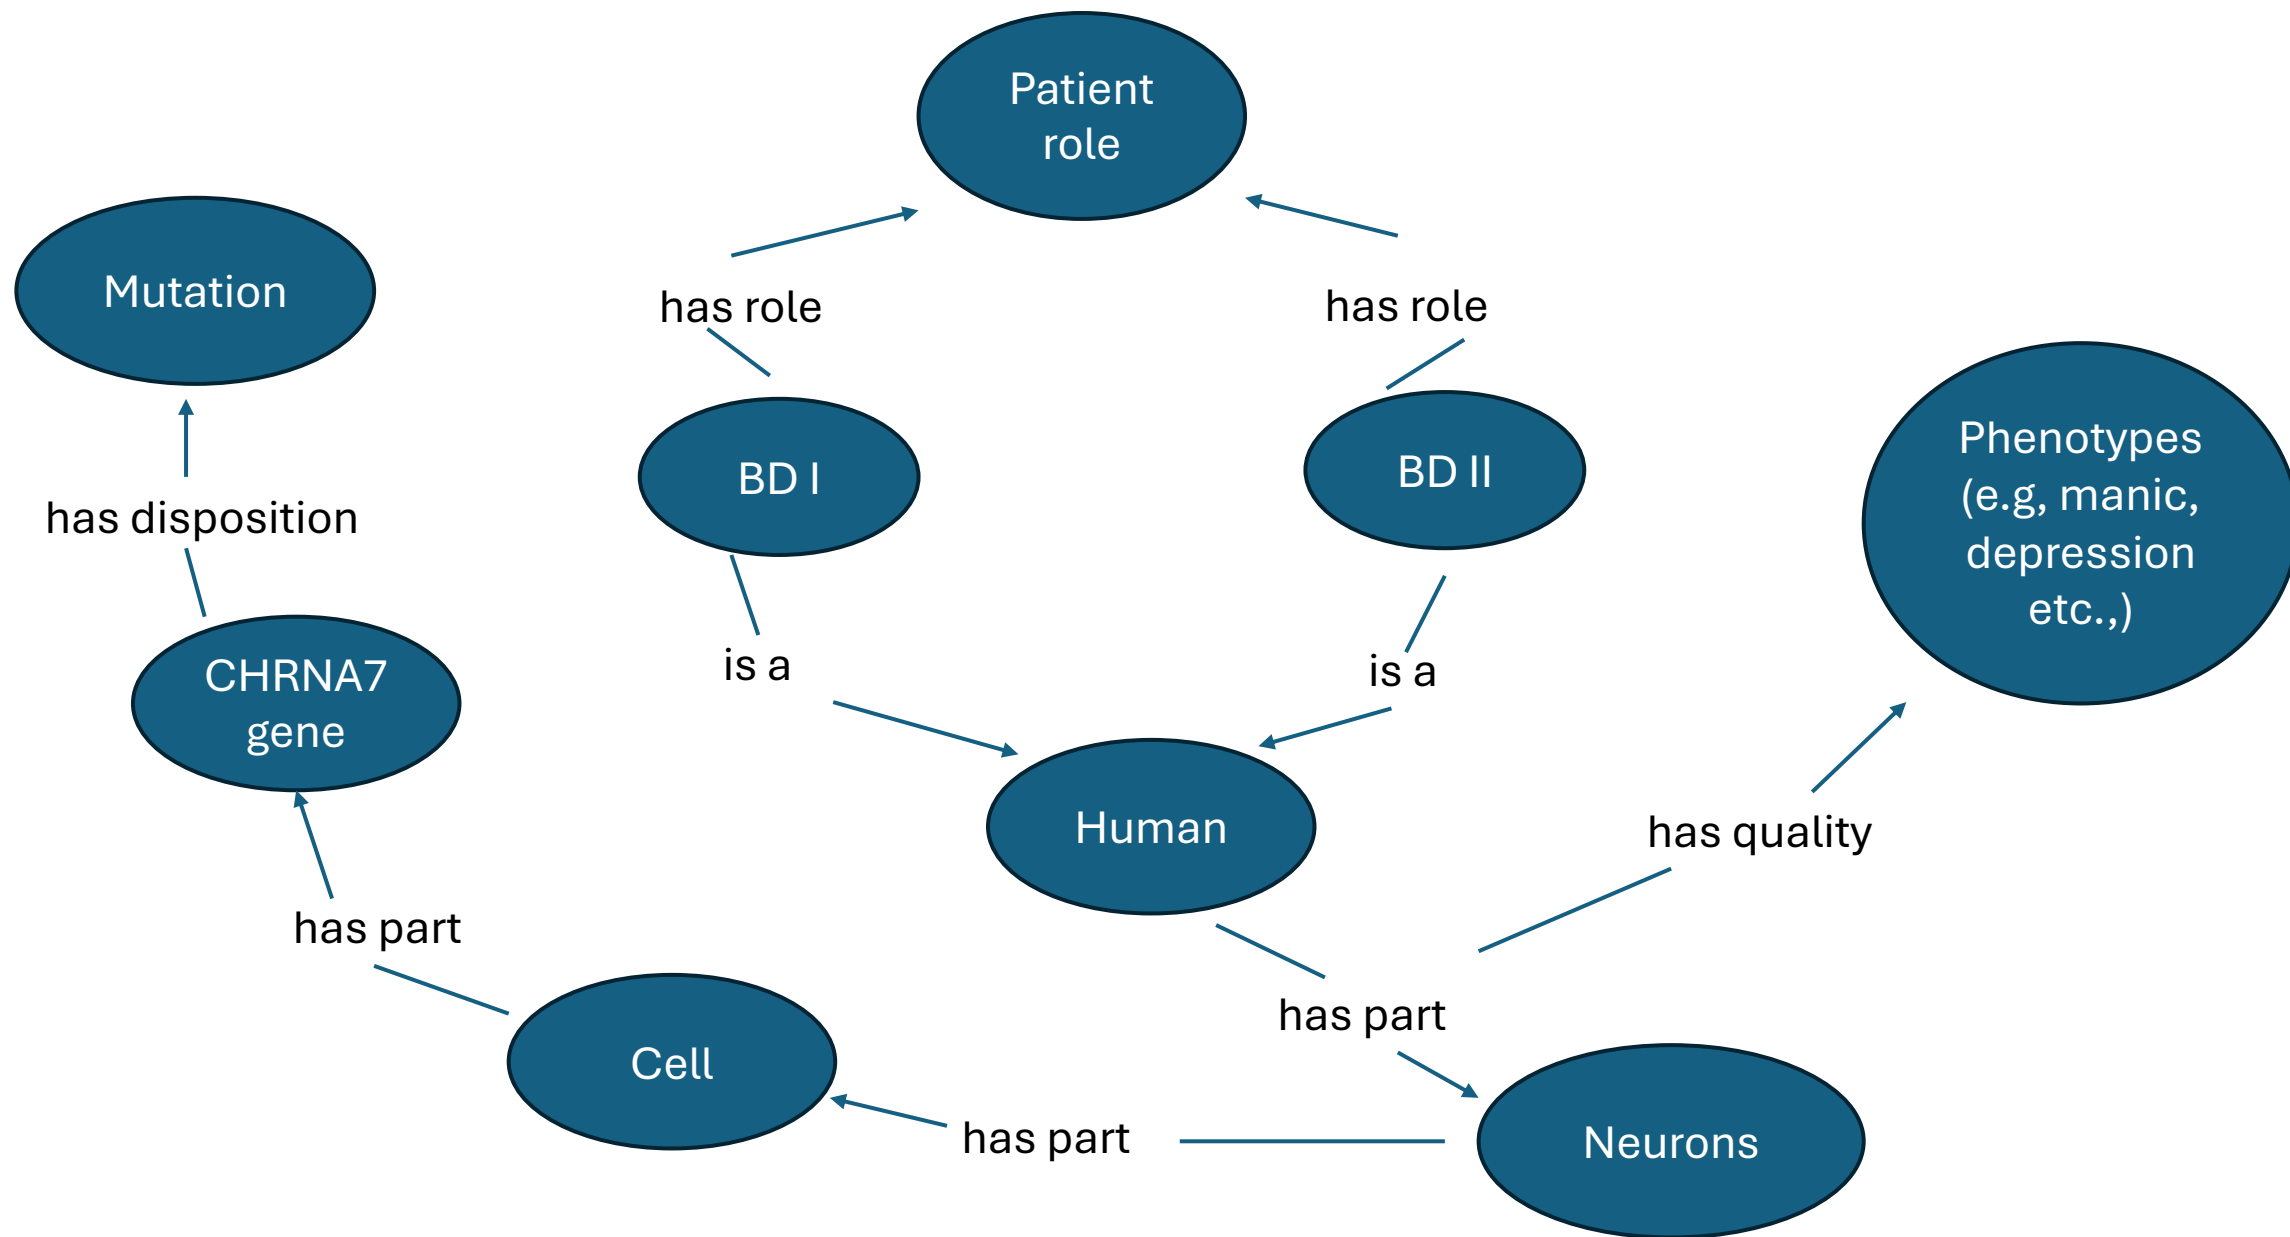 Patient
role
Mutation
has role
has role
BD I
BD II
Phenotypes
(e.g, manic,
depression
etc.,)
has disposition
CHRNA7
gene
is a
is a
Human
has quality
has part
has part
Cell
has part
Neurons